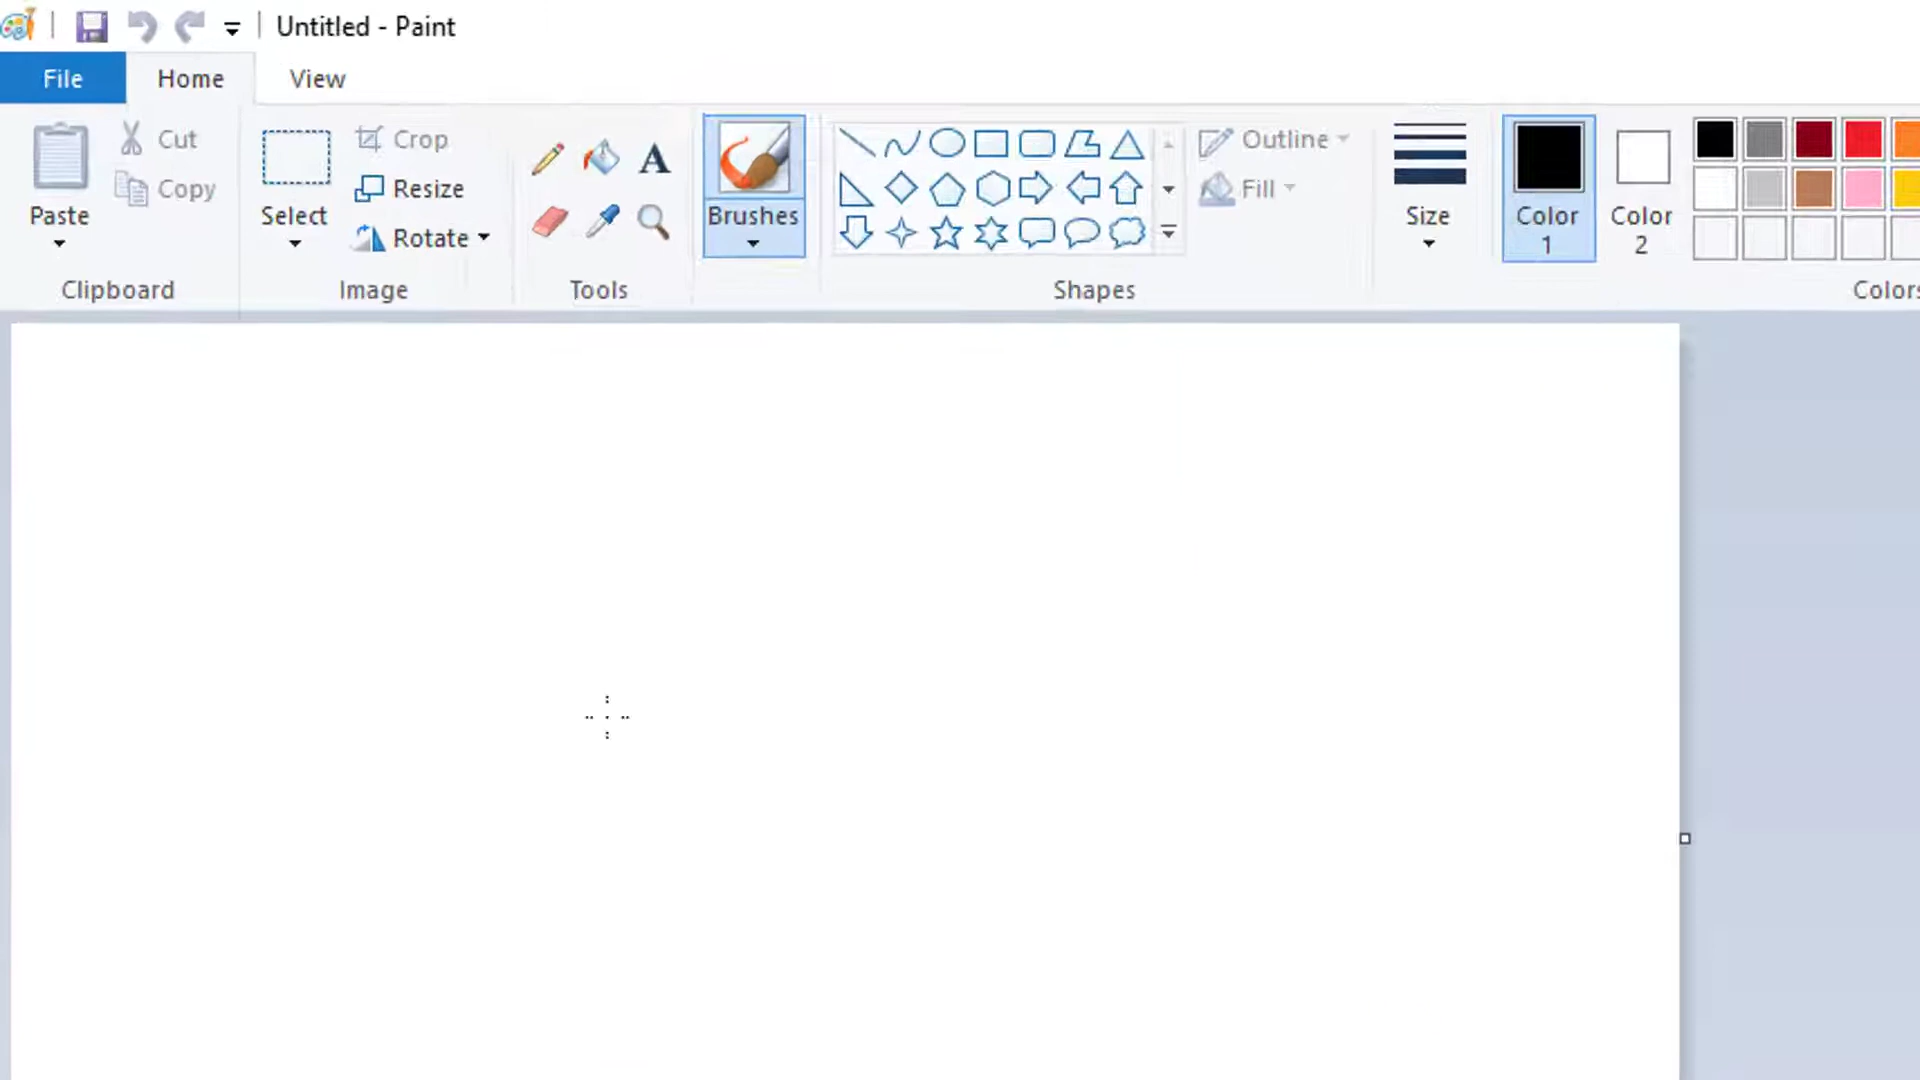 Untitled - Paint
File Home View
Paste
Cut
Copy
Clipboard
Select
Crop
Resize
Rotate
Image
A
Tools
Brushes
Shapes
Outline
Fill
Size
Color
1
Color
2
Colors